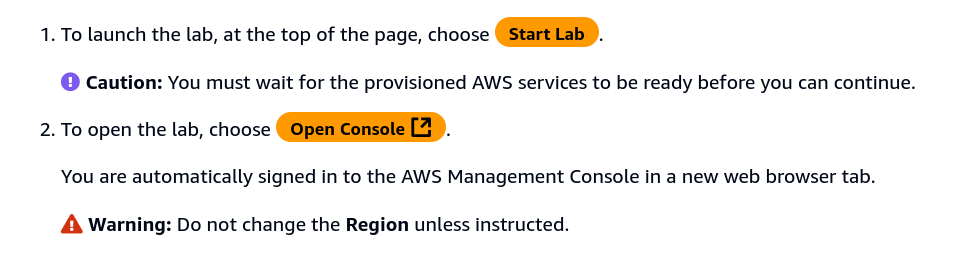 1. To launch the lab, at the top of the page, choose Start Lab.
Caution: You must wait for the provisioned AWS services to be ready before you can continue.
2. To open the lab, choose Open Console.
You are automatically signed in to the AWS Management Console in a new web browser tab.
Warning: Do not change the Region unless instructed.